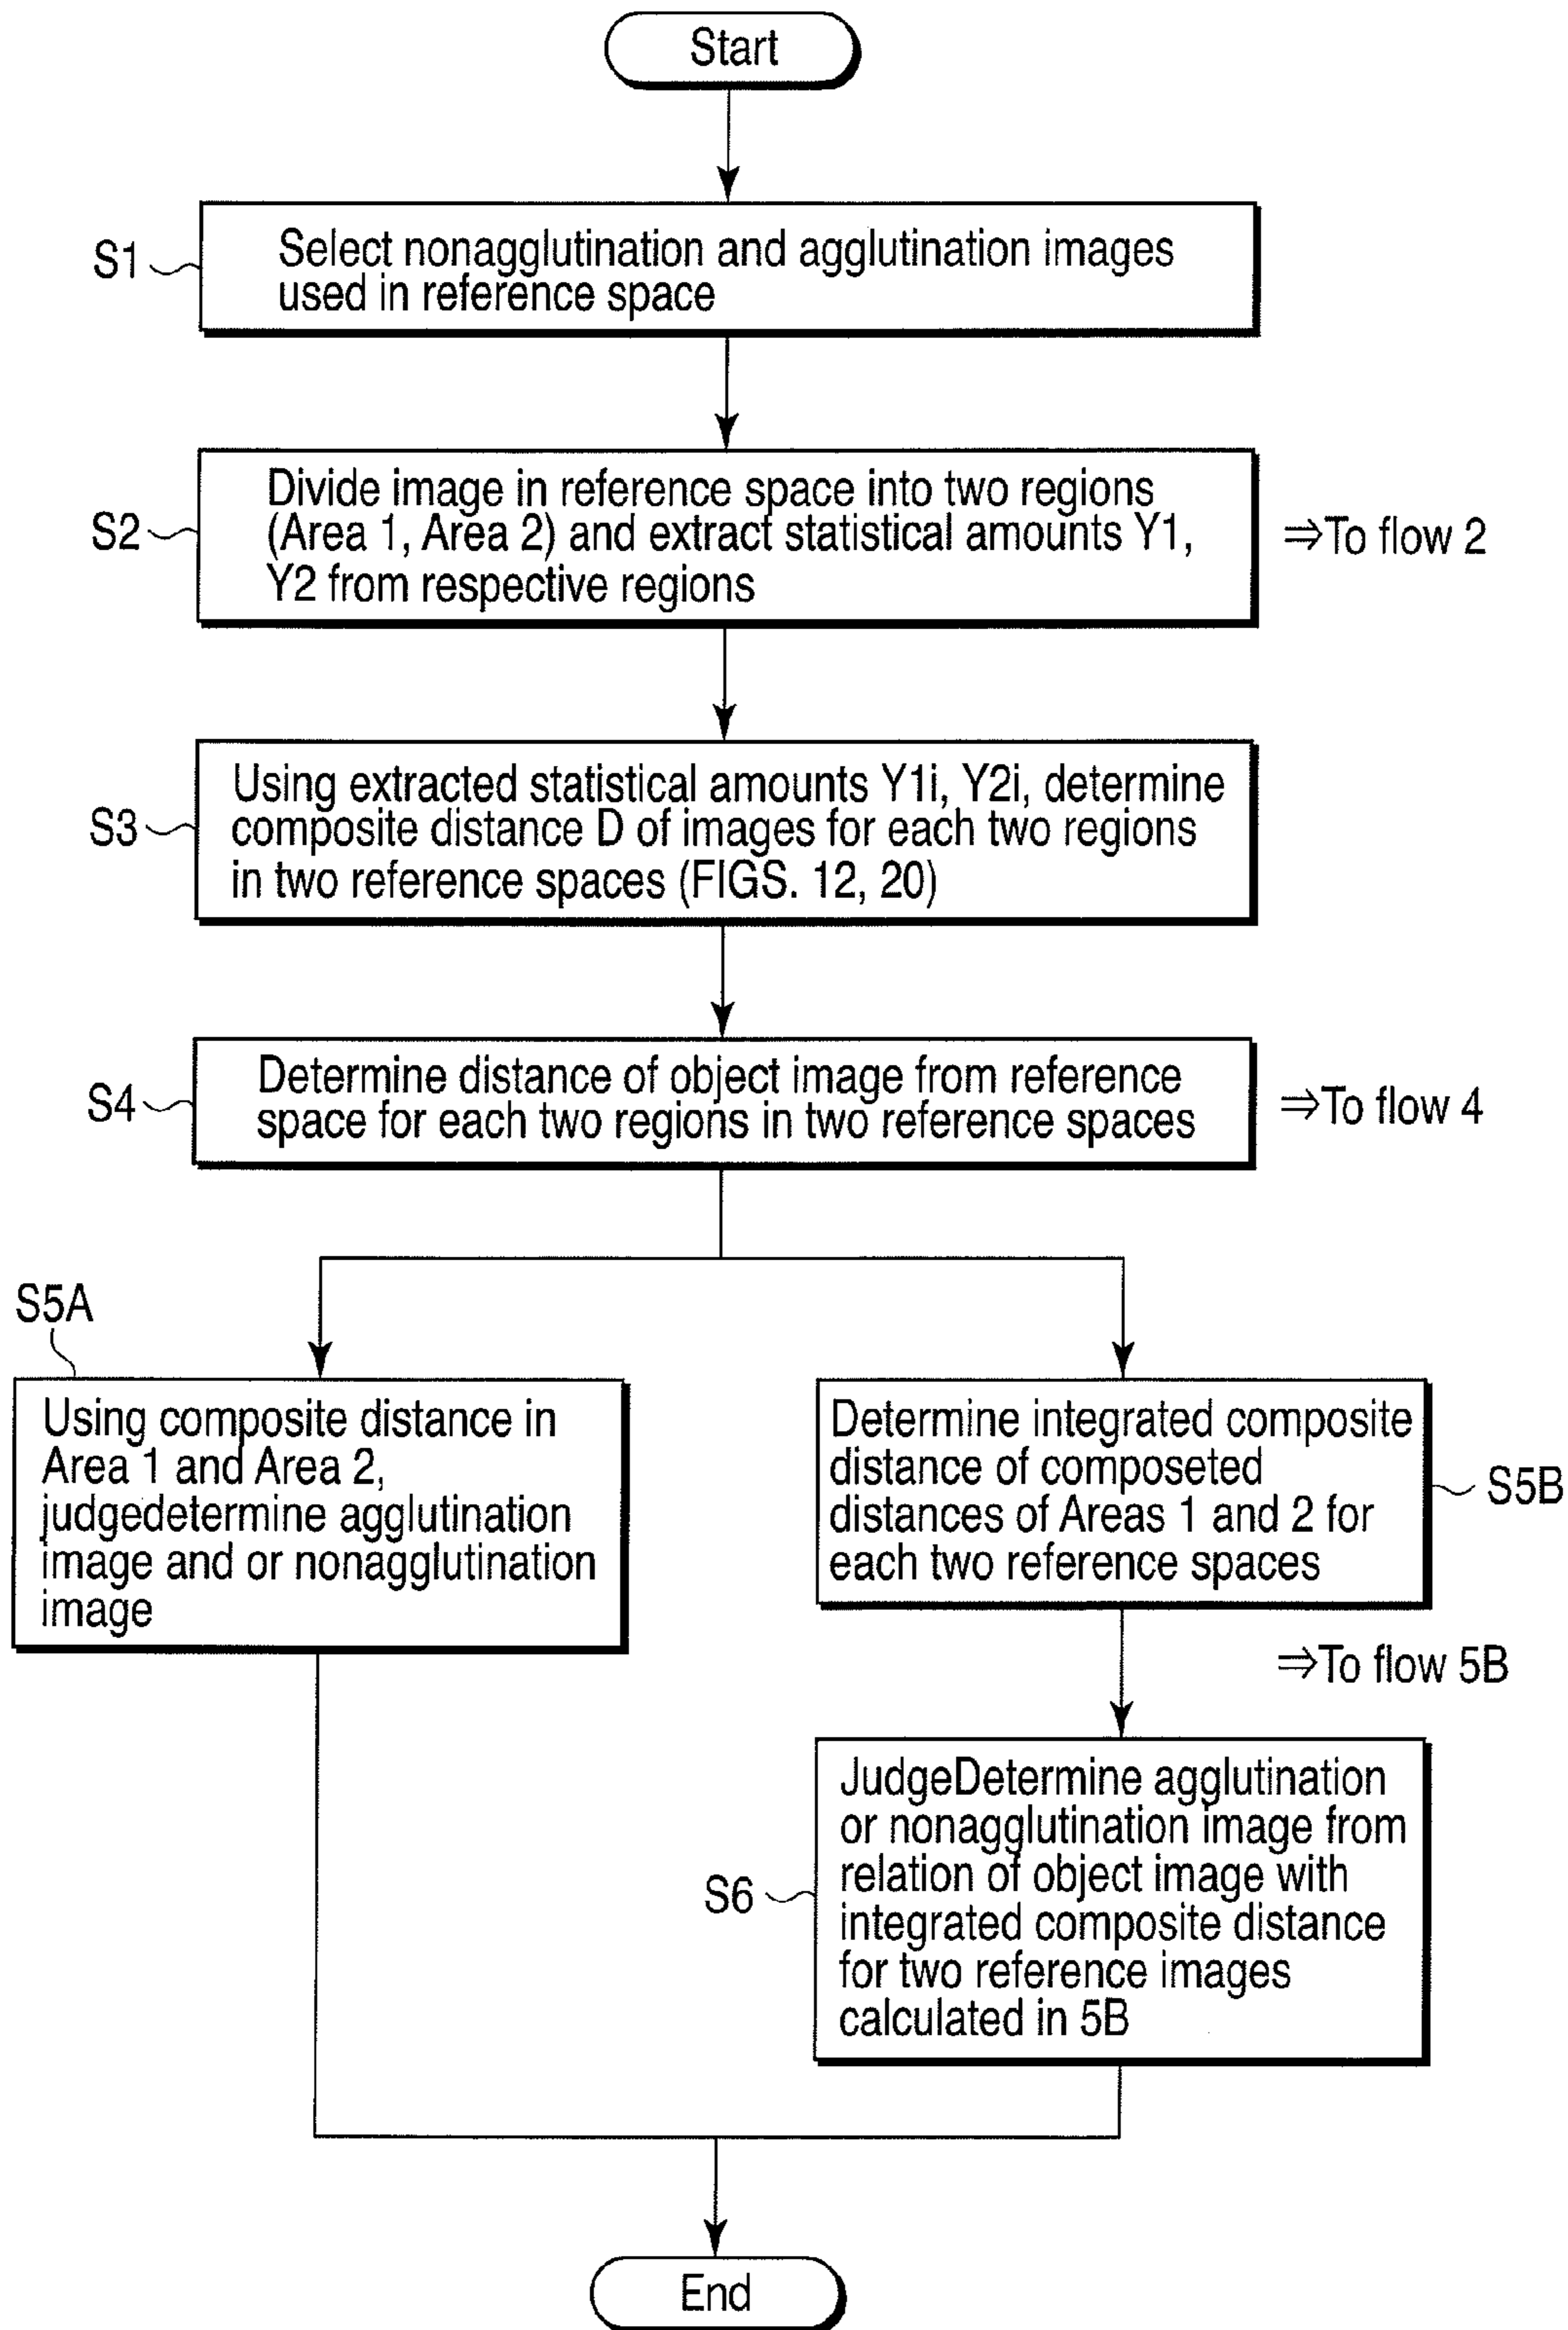 Start
S1
Select nonagglutination and agglutination images
used in reference space
S2
Divide image in reference space into two regions
(Area 1, Area 2) and extract statistical amounts Y1,
Y2 from respective regions
⇒To flow 2
S3
Using extracted statistical amounts Y1i, Y2i, determine
composite distance D of images for each two regions
in two reference spaces (FIGS. 12, 20)
S4
Determine distance of object image from reference
space for each two regions in two reference spaces
⇒To flow 4
S5A
Using composite distance in
Area 1 and Area 2,
judgedetermine agglutination
image and or nonagglutination
image
Determine integrated composite
distance of composeted
distances of Areas 1 and 2 for
each two reference spaces
S5B
⇒To flow 5B
S6
JudgeDetermine agglutination
or nonagglutination image from
relation of object image with
integrated composite distance
for two reference images
calculated in 5B
End